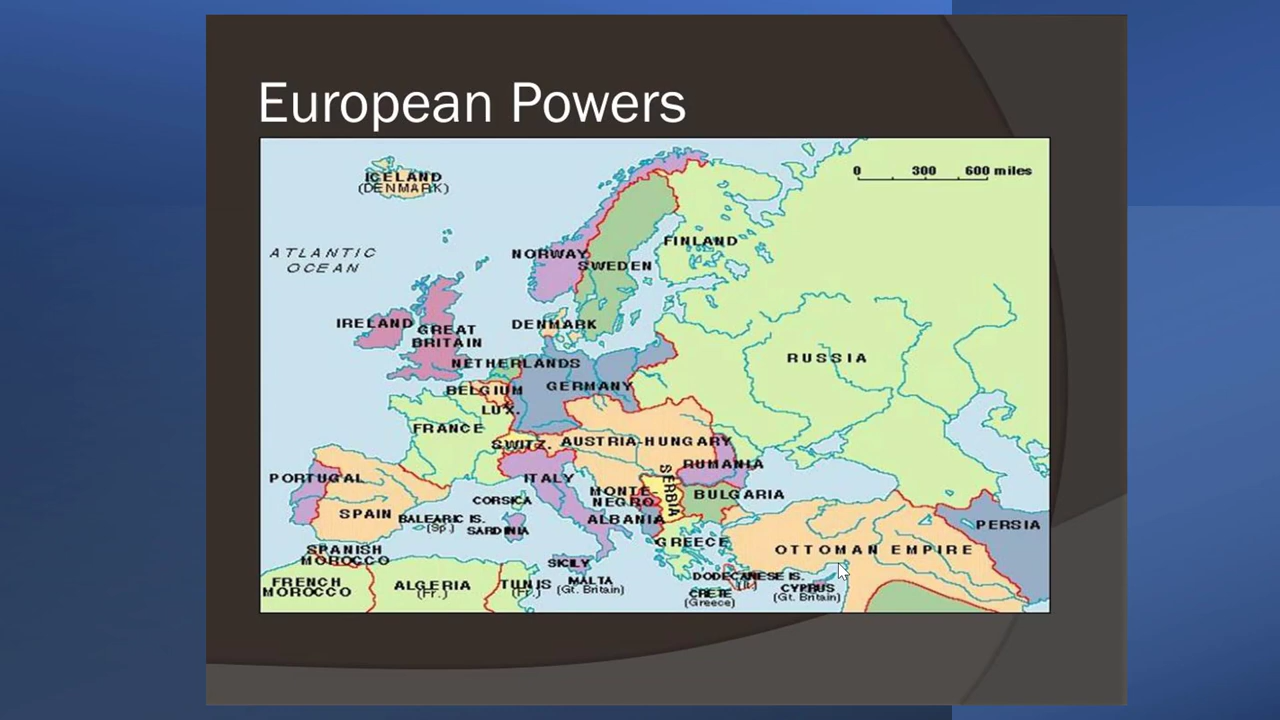 European Powers
ICELAND
(DENMARK)
0 300 600 miles
ATLANTIC
OCEAN
NORWAY
SWEDEN
FINLAND
IRELAND
GREAT
BRITAIN
DENMARK
RUSSIA
NETHERLANDS
BELGIUM
GERMANY
LUX.
FRANCE
SWITZ.
AUSTRIA-HUNGARY
RUMANIA
PORTUGAL
ITALY
SERBIA
MONTE-
NEGRO
BULGARIA
CORSICA
SPAIN
BALEARIC IS.
(Sp.)
SARDINIA
ALBANIA
PERSIA
GREECE
OTTOMAN EMPIRE
SPANISH
MOROCCO
SICILY
FRENCH
MOROCCO
ALGERIA
(Fr.)
TUNIS
(Fr.)
MALTA
(Gt. Britain)
DODECANESE IS.
(It.)
CRETE
(Greece)
CYPRUS
(Gt. Britain)